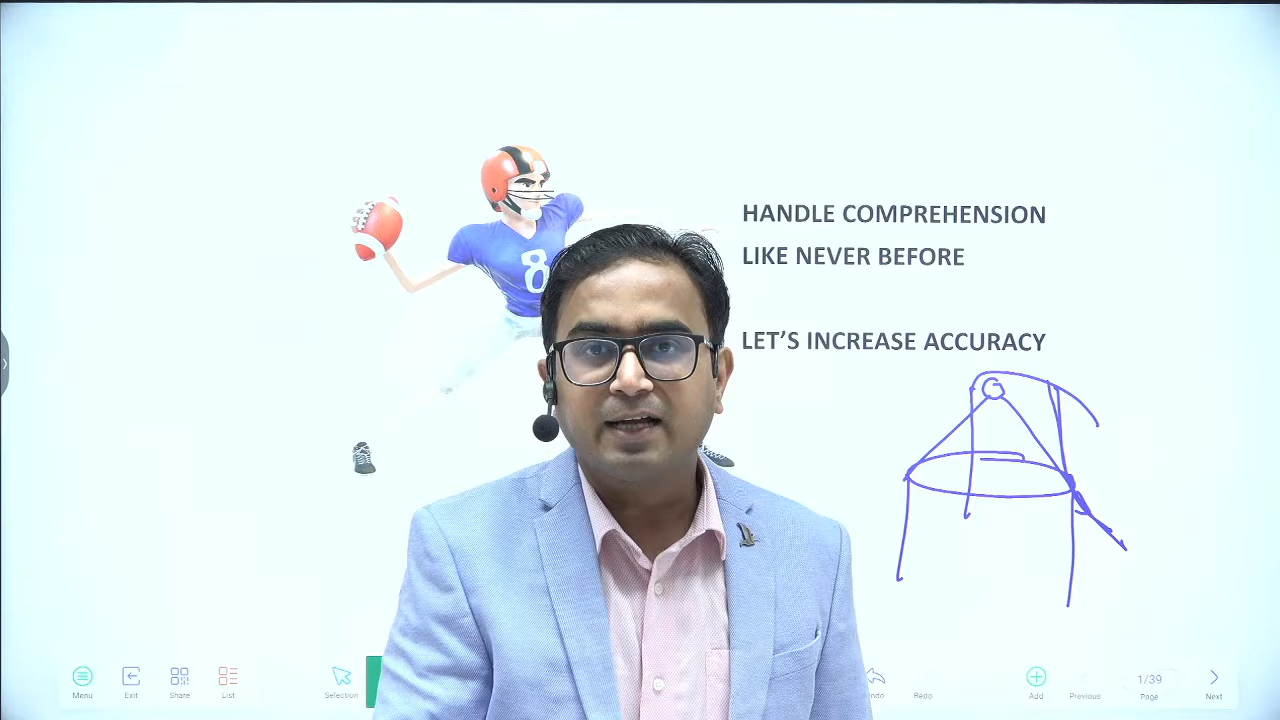 8
HANDLE COMPREHENSION
LIKE NEVER BEFORE
LET'S INCREASE ACCURACY
Menu
Exit
Share
List
Selection
Redo
Add
Previous
1/39
Page
Next